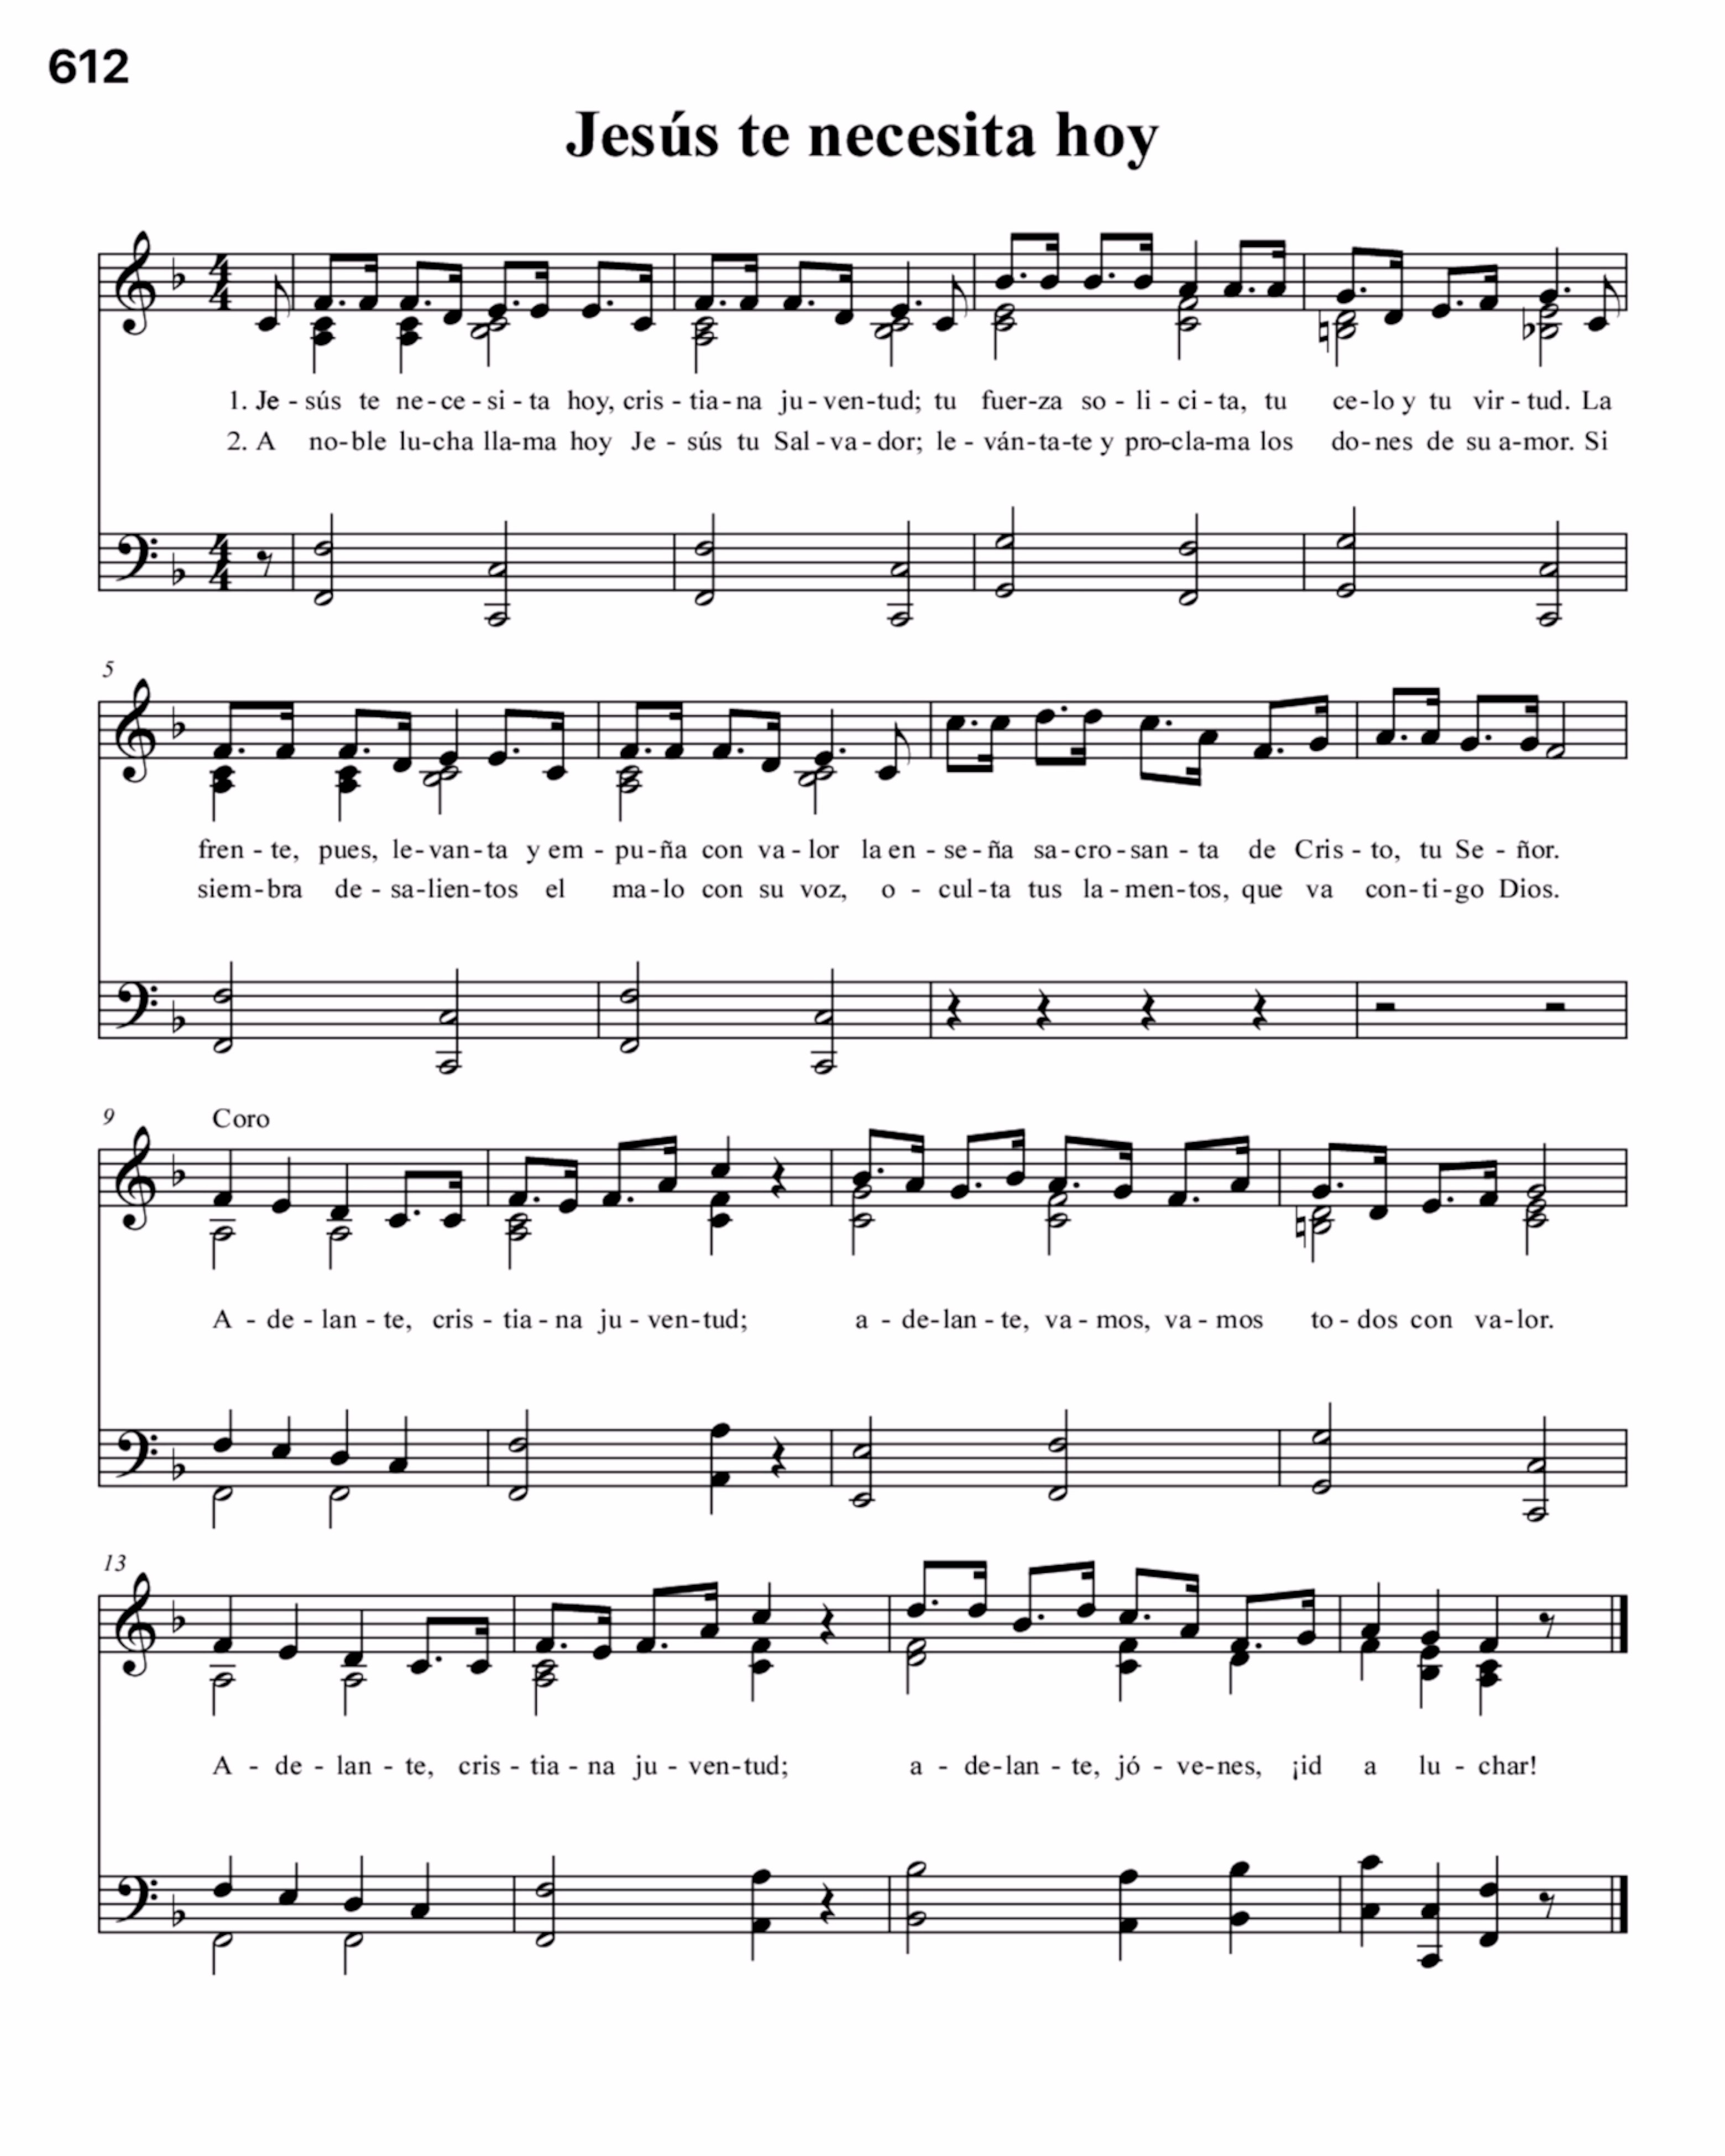 612
Jesús te necesita hoy
1. Je - sús te ne - ce - si - ta hoy, cris - tia - na ju - ven - tud; tu fuer - za so - li - ci - ta, tu ce - lo y tu vir - tud. La
2. A no - ble lu - cha lla - ma hoy Je - sús tu Sal - va - dor; le - ván - ta - te y pro - cla - ma los do - nes de su a - mor. Si
5
fren - te, pues, le - van - ta y em - pu - ña con va - lor la en - se - ña sa - cro - san - ta de Cris - to, tu Se - ñor.
siem - bra de - sa - lien - tos el ma - lo con su voz, o - cul - ta tus la - men - tos, que va con - ti - go Dios.
9 Coro
A - de - lan - te, cris - tia - na ju - ven - tud; a - de - lan - te, va - mos, va - mos to - dos con va - lor.
13
A - de - lan - te, cris - tia - na ju - ven - tud; a - de - lan - te, jó - ve - nes, ¡id a lu - char!